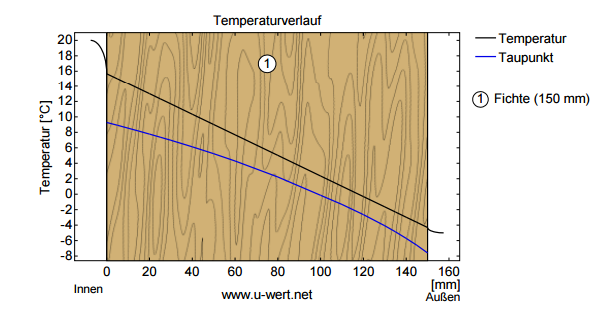 Temperaturverlauf
20
18
16
14
12
10
8
6
4
2
0
-2
-4
-6
-8
Temperatur [°C]
1
0 20 40 60 80 100 120 140 160
[mm]
Innen
www.u-wert.net
Außen
Temperatur
Taupunkt
1 Fichte (150 mm)